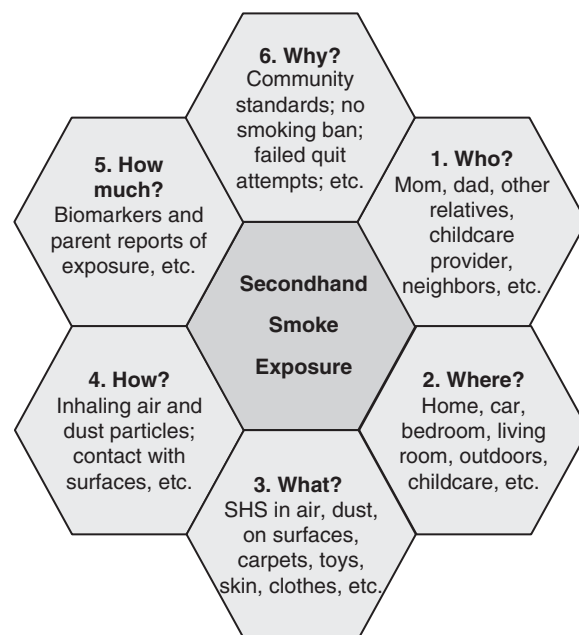 6. Why?
Community
standards; no
smoking ban;
failed quit
attempts; etc.
1. Who?
Mom, dad, other
relatives,
childcare
provider,
neighbors, etc.
2. Where?
Home, car,
bedroom, living
room, outdoors,
childcare, etc.
3. What?
SHS in air, dust,
on surfaces,
carpets, toys,
skin, clothes, etc.
4. How?
Inhaling air and
dust particles;
contact with
surfaces, etc.
5. How
much?
Biomarkers and
parent reports of
exposure, etc.
Secondhand
Smoke
Exposure